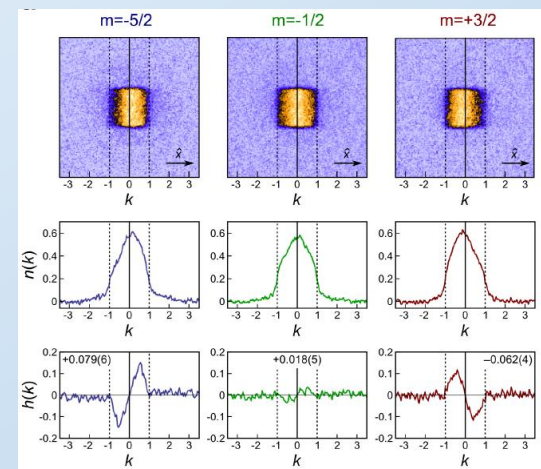 m=-5/2 m=-1/2 m=+3/2
x̂ x̂ x̂
-3 -2 -1 0 1 2 3 -3 -2 -1 0 1 2 3 -3 -2 -1 0 1 2 3
k k k
n(k)
0.6 0.6 0.6
0.4 0.4 0.4
0.2 0.2 0.2
0 0 0
-3 -2 -1 0 1 2 3 -3 -2 -1 0 1 2 3 -3 -2 -1 0 1 2 3
k k k
h(k)
0.2 0.2 0.2
+0.079(6) +0.018(5) −0.062(4)
0.1 0.1 0.1
0 0 0
-0.1 -0.1 -0.1
-0.2 -0.2 -0.2
-3 -2 -1 0 1 2 3 -3 -2 -1 0 1 2 3 -3 -2 -1 0 1 2 3
k k k